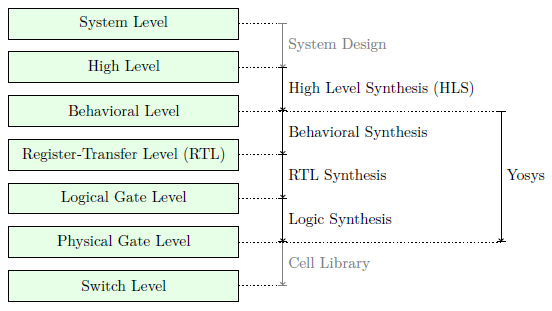 System Level
System Design
High Level
High Level Synthesis (HLS)
Behavioral Level
Behavioral Synthesis
Register-Transfer Level (RTL)
RTL Synthesis
Yosys
Logical Gate Level
Logic Synthesis
Physical Gate Level
Cell Library
Switch Level